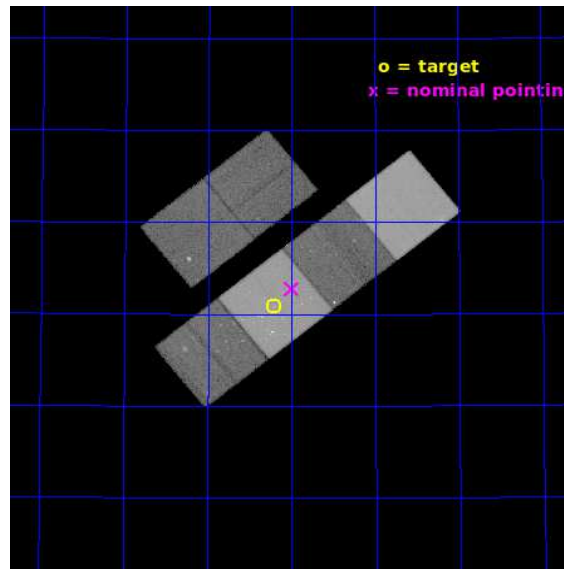 o = target
x = nominal pointin